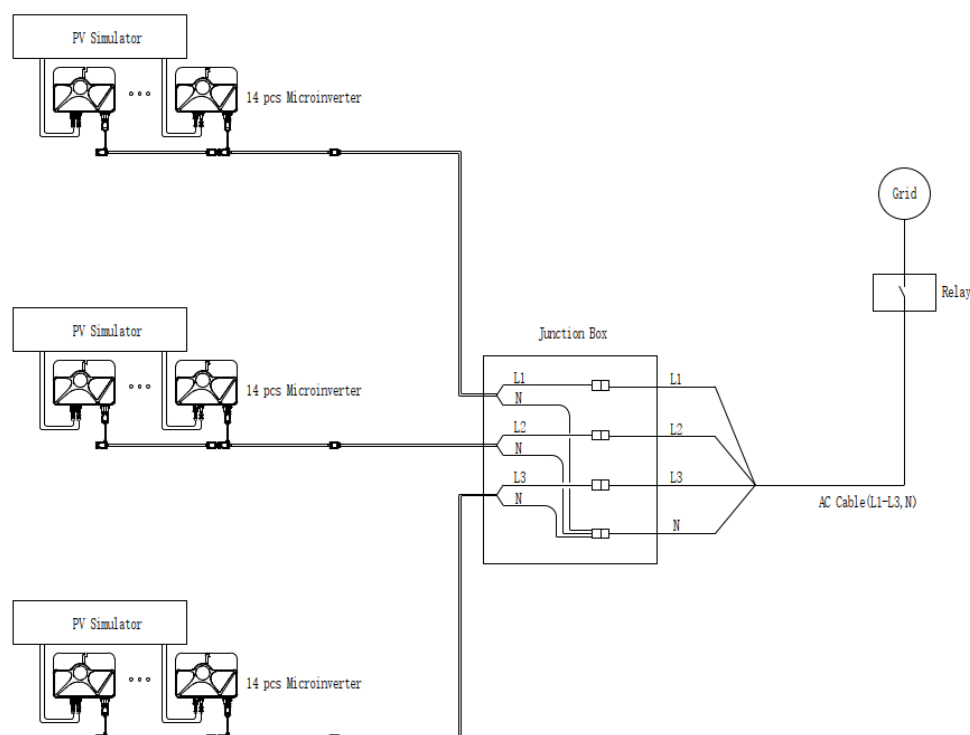 PV Simulator
14 pcs Microinverter
Grid
Relay
PV Simulator
14 pcs Microinverter
Junction Box
L1
N
L2
N
L3
N
L1
L2
L3
N
AC Cable(L1-L3,N)
PV Simulator
14 pcs Microinverter